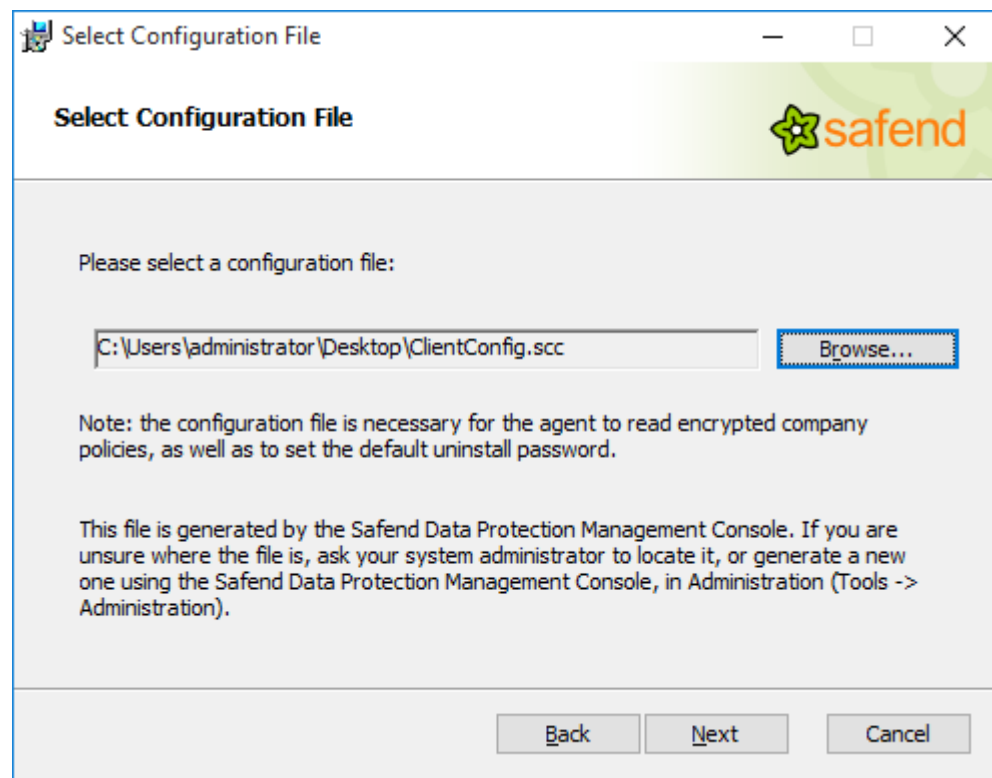 Select Configuration File
Select Configuration File
safend
Please select a configuration file:
C:\Users\administrator\Desktop\ClientConfig.scc
Browse...
Note: the configuration file is necessary for the agent to read encrypted company
policies, as well as to set the default uninstall password.
This file is generated by the Safend Data Protection Management Console. If you are
unsure where the file is, ask your system administrator to locate it, or generate a new
one using the Safend Data Protection Management Console, in Administration (Tools ->
Administration).
Back
Next
Cancel